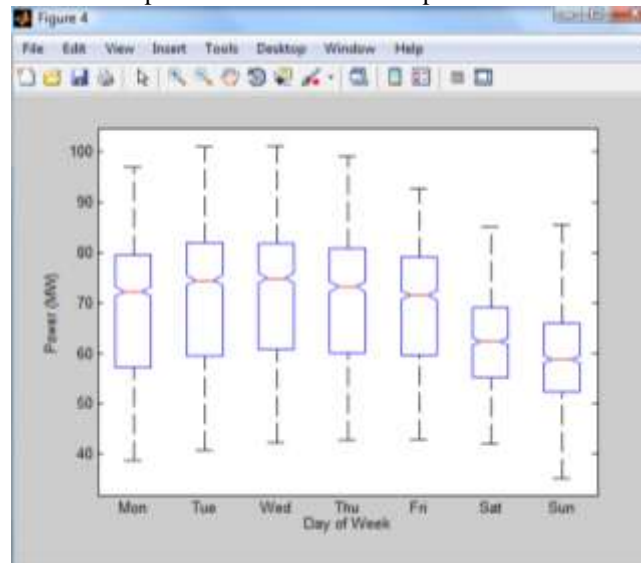 Figure 4
File Edit View Insert Tools Desktop Window Help
100
90
80
70
60
50
40
Power (MW)
Mon Tue Wed Thu Fri Sat Sun
Day of Week